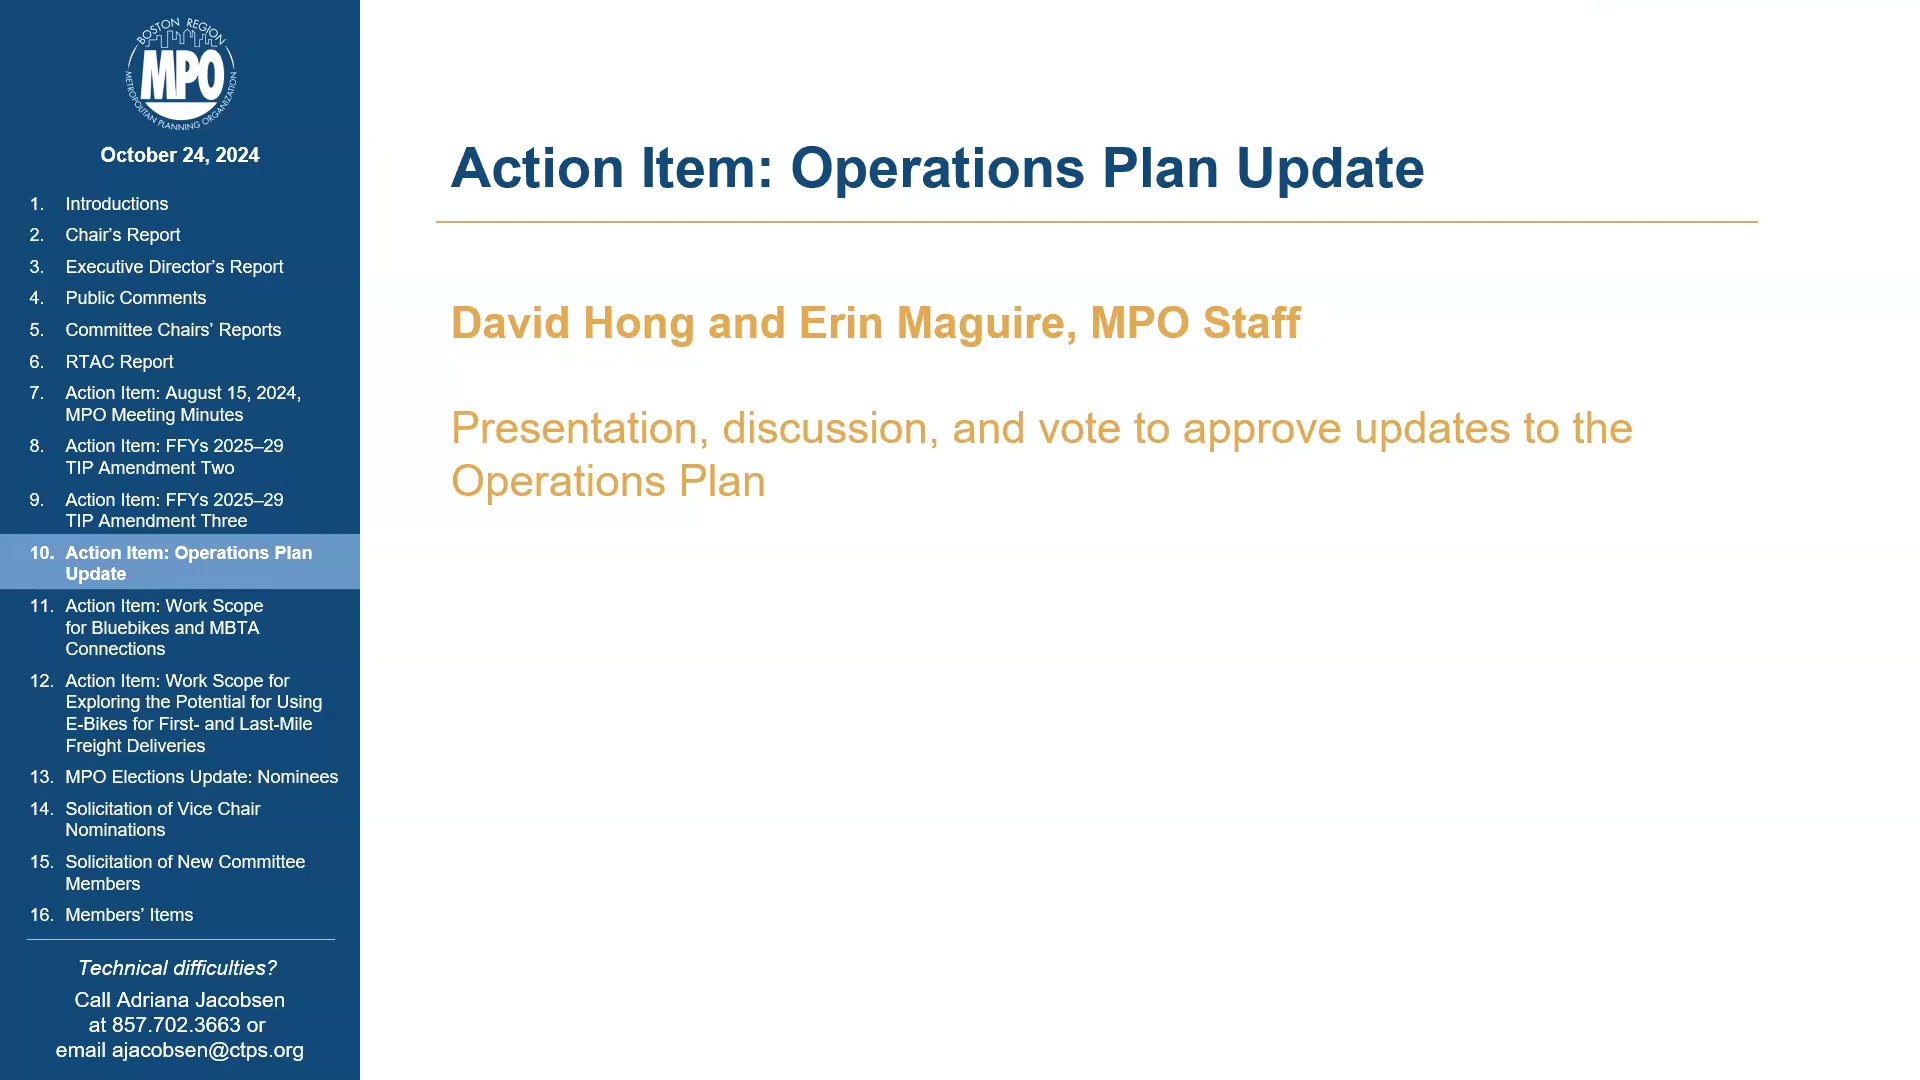 BOSTON REGION
MPO
METROPOLITAN PLANNING ORGANIZATION
October 24, 2024
1. Introductions
2. Chair’s Report
3. Executive Director’s Report
4. Public Comments
5. Committee Chairs’ Reports
6. RTAC Report
7. Action Item: August 15, 2024,
MPO Meeting Minutes
8. Action Item: FFYs 2025–29
TIP Amendment Two
9. Action Item: FFYs 2025–29
TIP Amendment Three
10. Action Item: Operations Plan
Update
11. Action Item: Work Scope
for Bluebikes and MBTA
Connections
12. Action Item: Work Scope for
Exploring the Potential for Using
E-Bikes for First- and Last-Mile
Freight Deliveries
13. MPO Elections Update: Nominees
14. Solicitation of Vice Chair
Nominations
15. Solicitation of New Committee
Members
16. Members’ Items
Technical difficulties?
Call Adriana Jacobsen
at 857.702.3663 or
email ajacobsen@ctps.org
Action Item: Operations Plan Update
David Hong and Erin Maguire, MPO Staff
Presentation, discussion, and vote to approve updates to the
Operations Plan